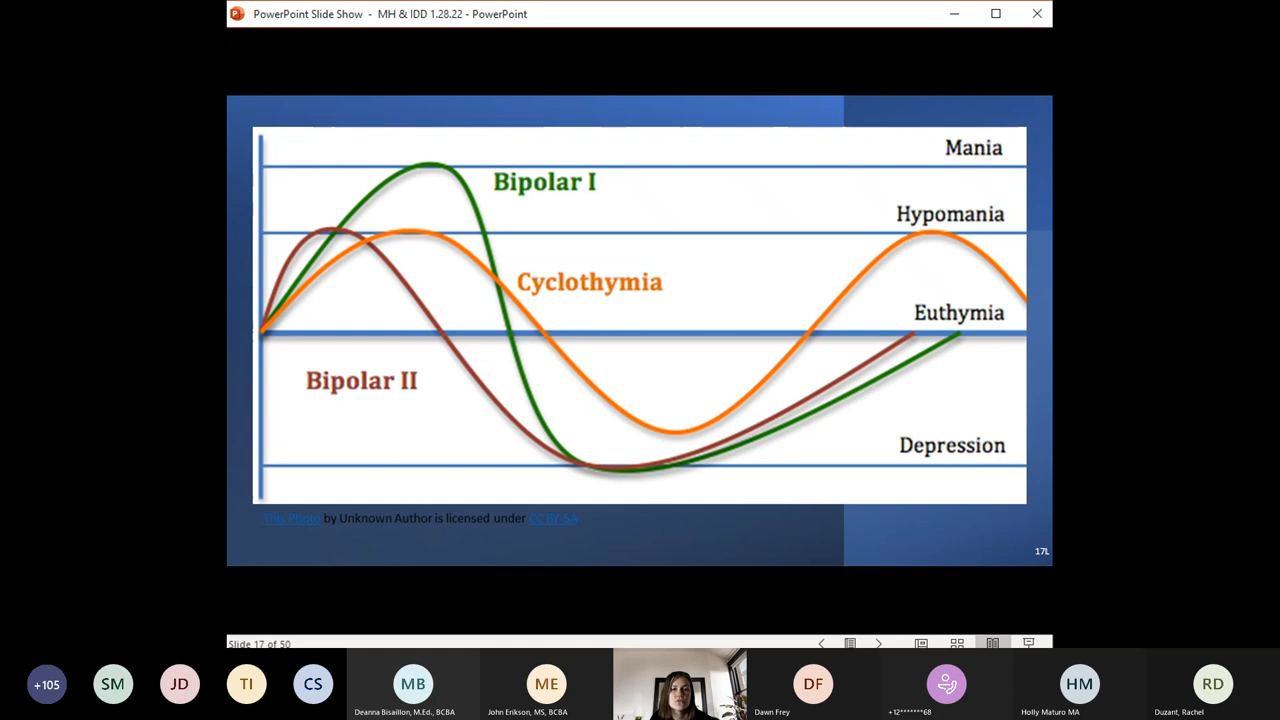 PowerPoint Slide Show - MH & IDD 1.28.22 - PowerPoint
Mania
Bipolar I
Hypomania
Cyclothymia
Euthymia
Bipolar II
Depression
This Photo by Unknown Author is licensed under CC BY-SA
17L
Slide 17 of 50
+105
SM
JD
TI
CS
MB
ME
DF
HM
RD
Deanna Bisaillon, M.Ed., BCBA
John Erikson, MS, BCBA
Dawn Frey
+12*******68
Holly Maturo MA
Duzant, Rachel